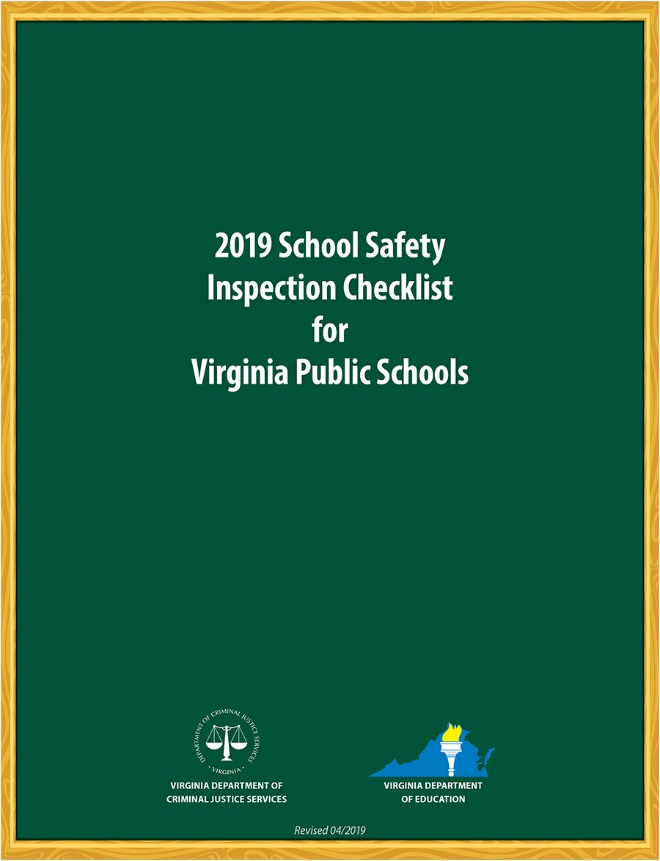 2019 School Safety
Inspection Checklist
for
Virginia Public Schools
DEPARTMENT OF CRIMINAL JUSTICE SERVICES
• VIRGINIA •
VIRGINIA DEPARTMENT OF
CRIMINAL JUSTICE SERVICES
VIRGINIA DEPARTMENT
OF EDUCATION
Revised 04/2019